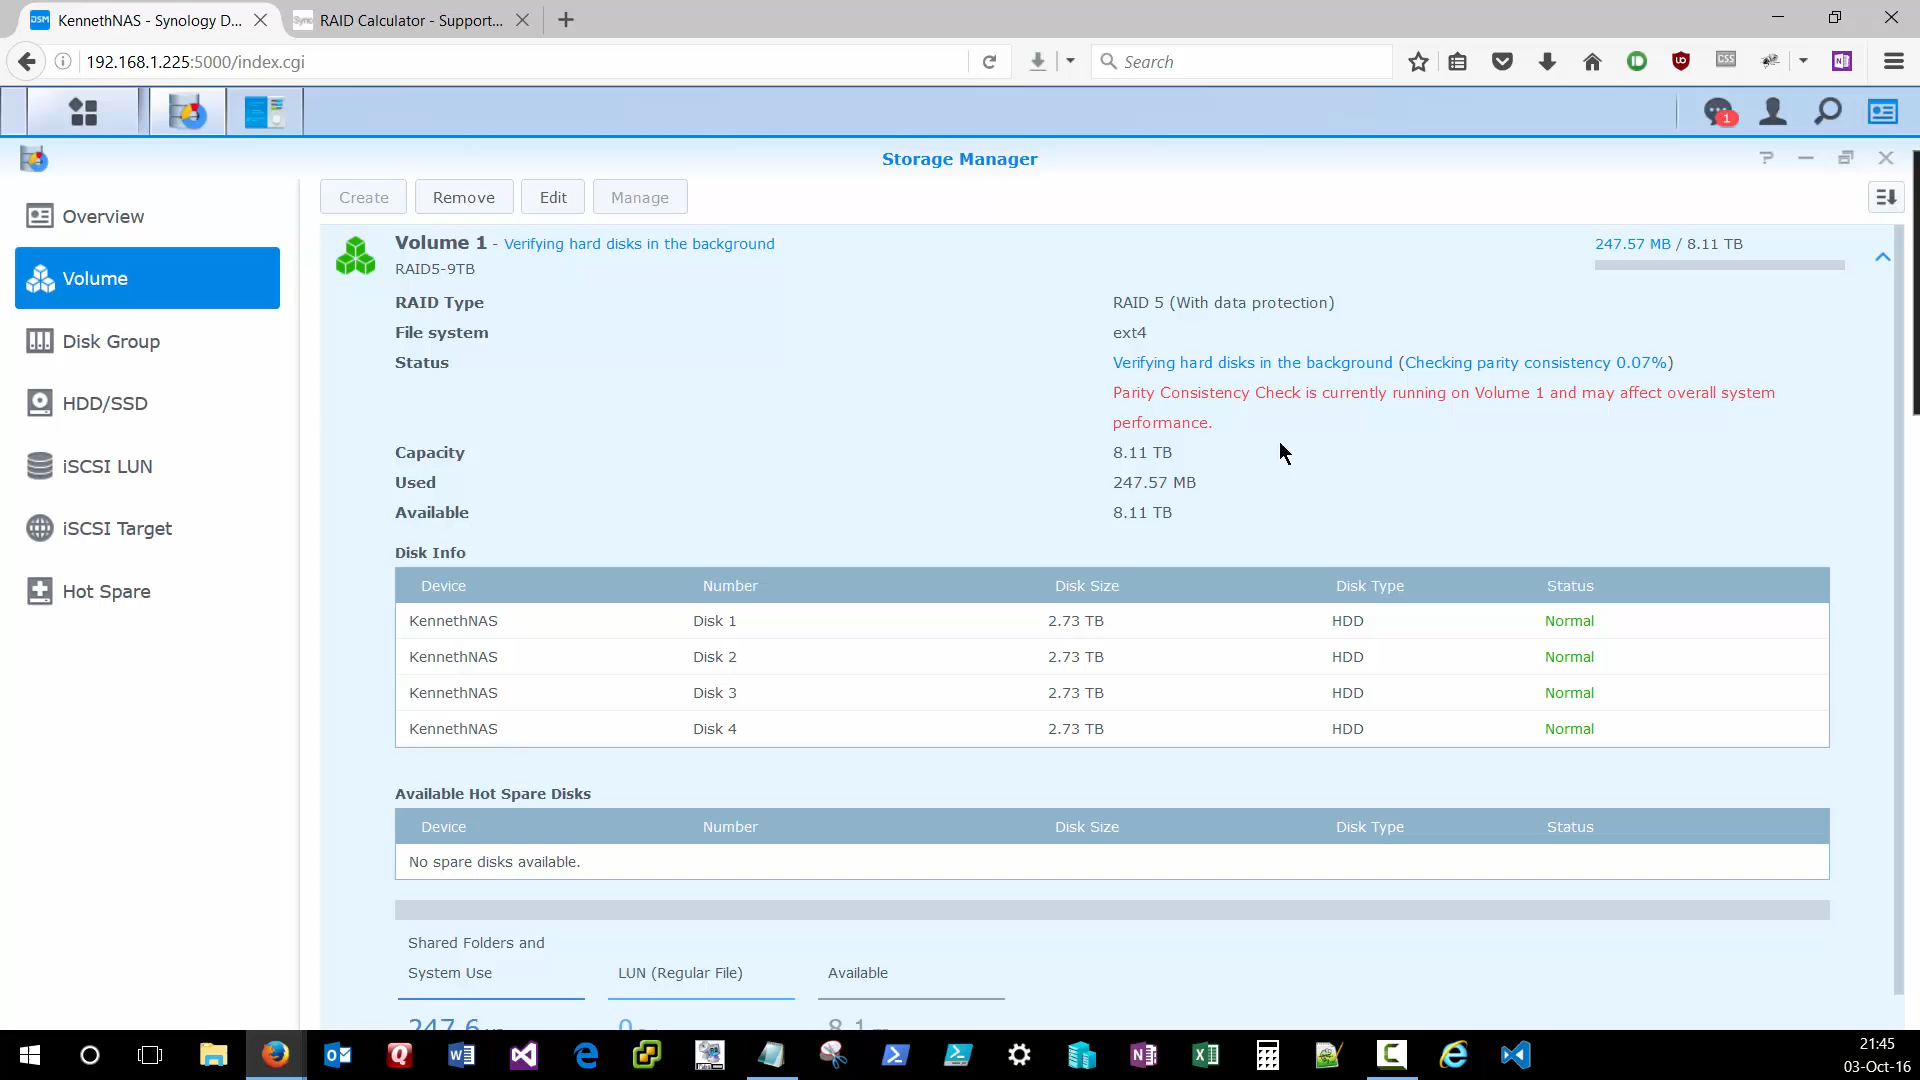 KennethNAS - Synology D...
RAID Calculator - Support...
192.168.1.225:5000/index.cgi
Search
1
Storage Manager
Create Remove Edit Manage
Overview
Volume
Disk Group
HDD/SSD
iSCSI LUN
iSCSI Target
Hot Spare
Volume 1 - Verifying hard disks in the background
247.57 MB / 8.11 TB
RAID5-9TB
RAID Type RAID 5 (With data protection)
File system ext4
Status Verifying hard disks in the background (Checking parity consistency 0.07%)
Parity Consistency Check is currently running on Volume 1 and may affect overall system
performance.
Capacity 8.11 TB
Used 247.57 MB
Available 8.11 TB
Disk Info
Device Number Disk Size Disk Type Status
KennethNAS Disk 1 2.73 TB HDD Normal
KennethNAS Disk 2 2.73 TB HDD Normal
KennethNAS Disk 3 2.73 TB HDD Normal
KennethNAS Disk 4 2.73 TB HDD Normal
Available Hot Spare Disks
Device Number Disk Size Disk Type Status
No spare disks available.
Shared Folders and
System Use LUN (Regular File) Available
247.6 0 8.1
21:45
03-Oct-16